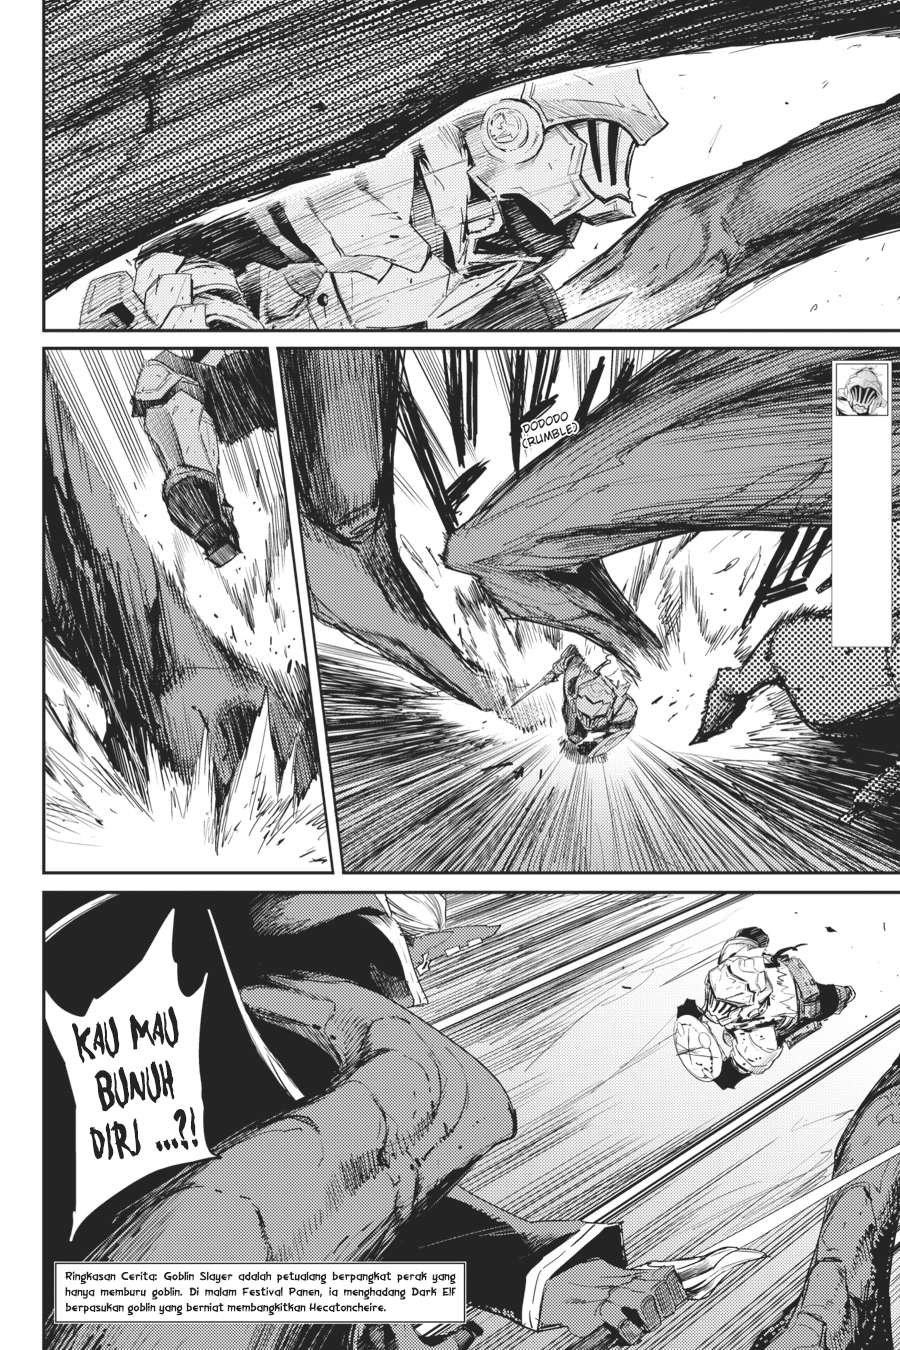 DODODO
(RUMBLE)
KAU MAU
BUNUH
DIRI ...?!
Ringkasan Cerita: Goblin Slayer adalah petualang berpangkat perak yang
hanya memburu goblin. Di malam Festival Panen, ia menghadang Dark Elf
berpasukan goblin yang berniat membangkitkan Hecatoncheire.